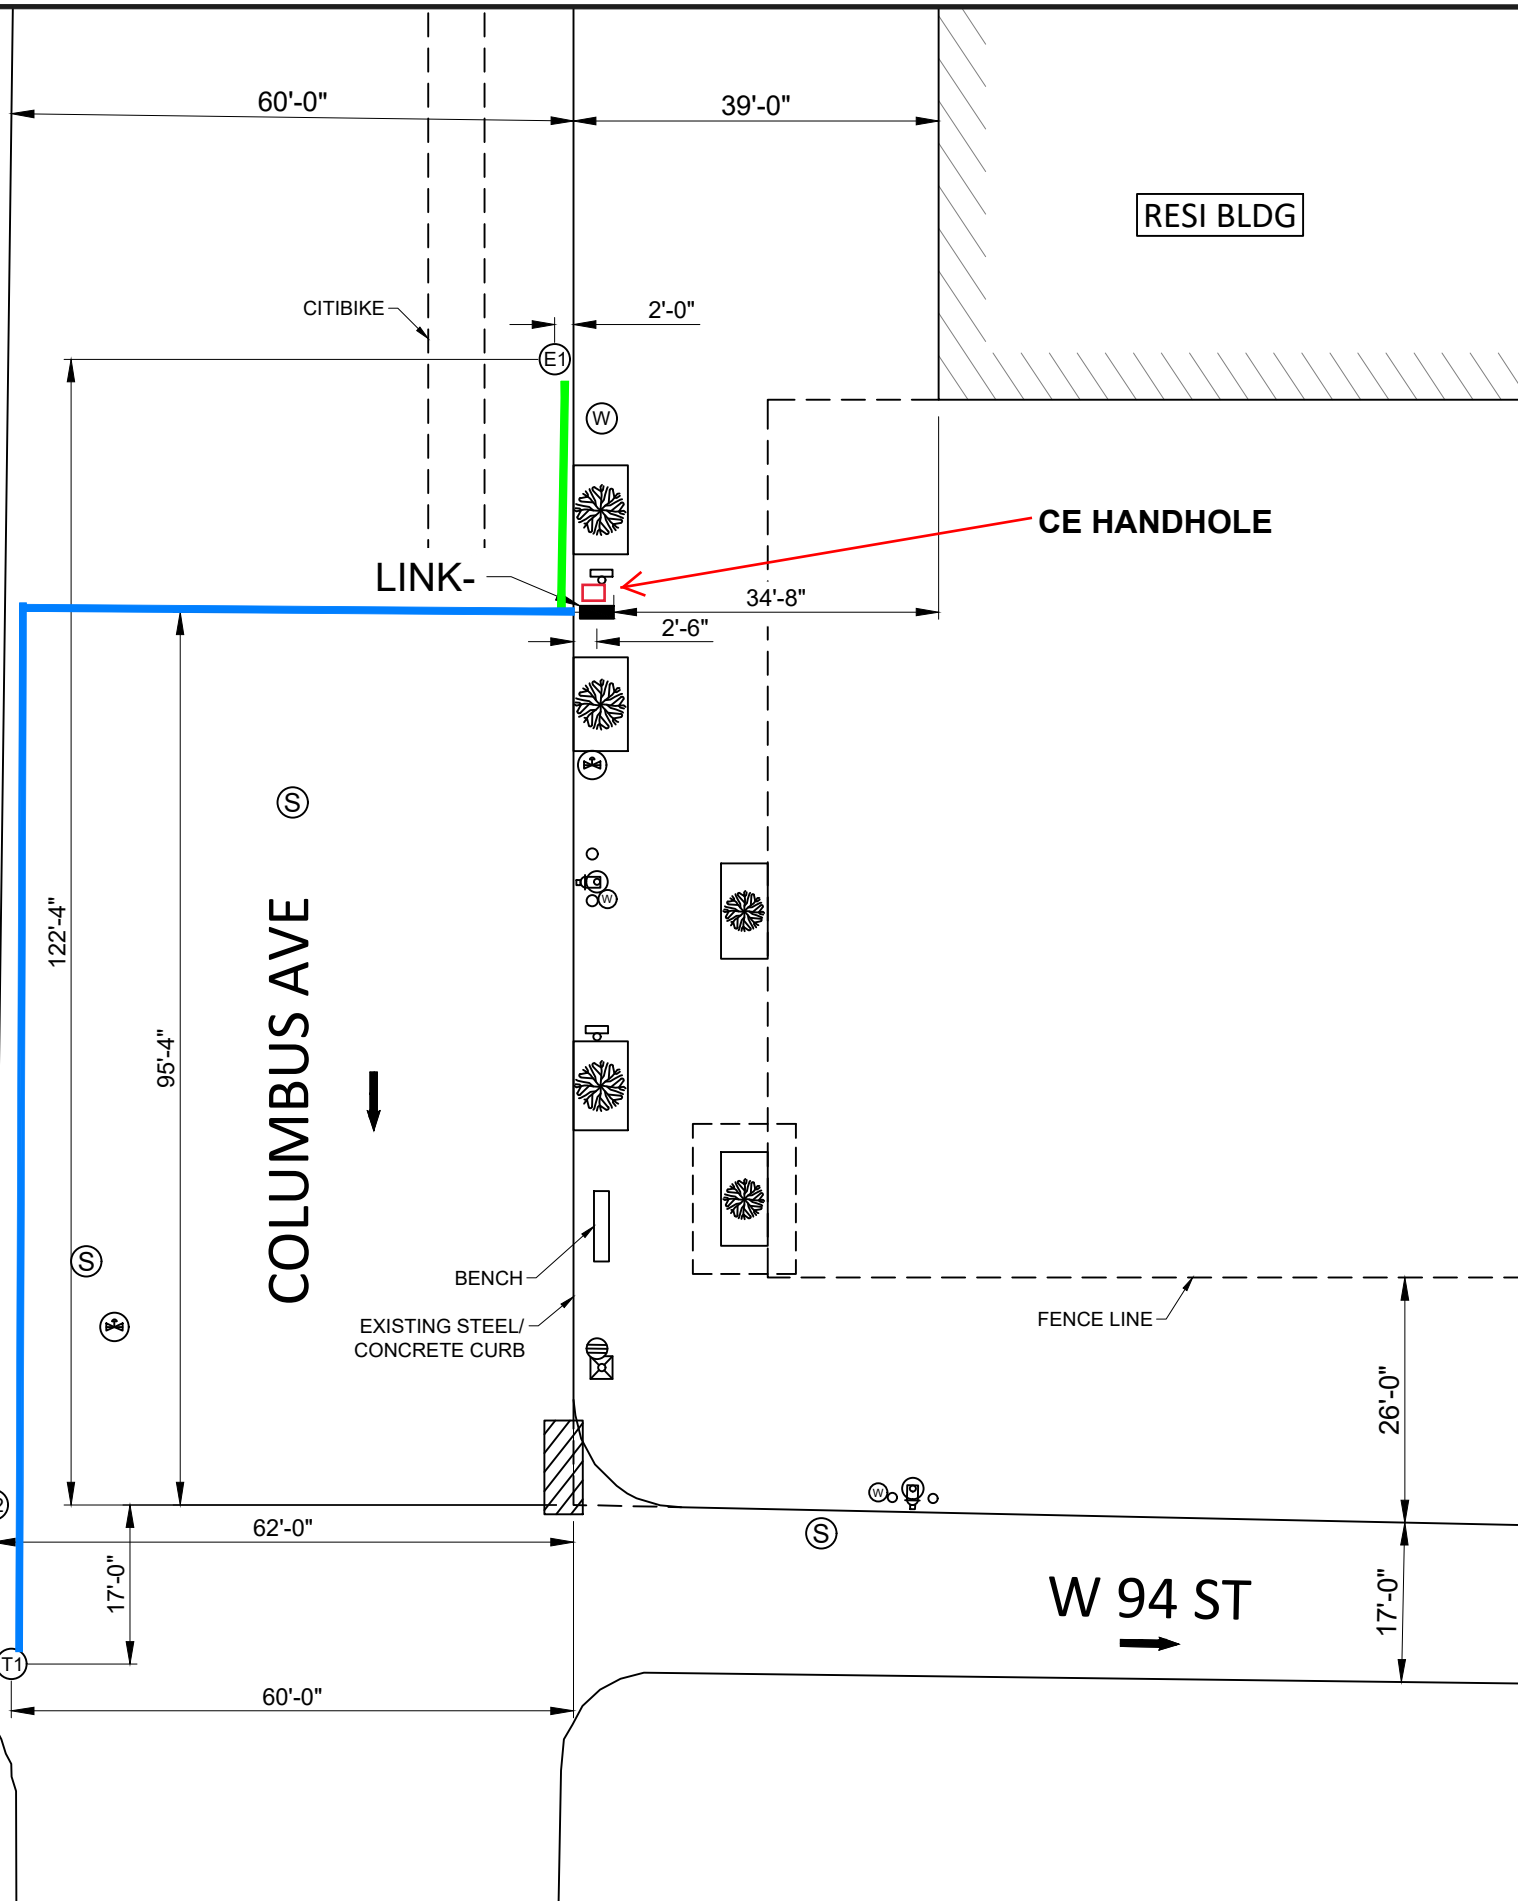 60'-0"
39'-0"
RESI BLDG
CITIBIKE
2'-0"
E1
W
CE HANDHOLE
LINK-
34'-8"
2'-6"
S
W
122'-4"
95'-4"
COLUMBUS AVE
S
BENCH
EXISTING STEEL/
CONCRETE CURB
FENCE LINE
26'-0"
W
62'-0"
S
17'-0"
W 94 ST
17'-0"
T1
60'-0"